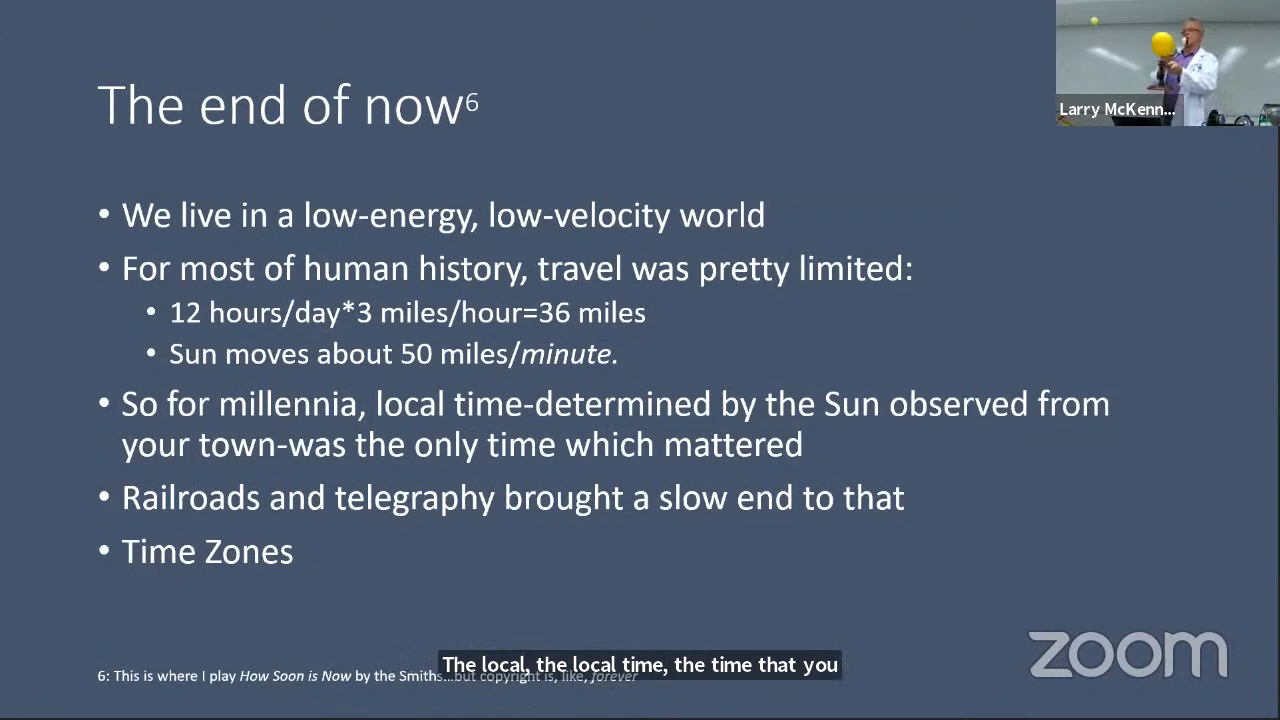 Larry McKenn...
The end of now6
• We live in a low-energy, low-velocity world
• For most of human history, travel was pretty limited:
• 12 hours/day*3 miles/hour=36 miles
• Sun moves about 50 miles/minute.
• So for millennia, local time-determined by the Sun observed from
your town-was the only time which mattered
• Railroads and telegraphy brought a slow end to that
• Time Zones
zoom
The local, the local time, the time that you
6: This is where I play How Soon is Now by the Smiths...but copyright is, like, forever